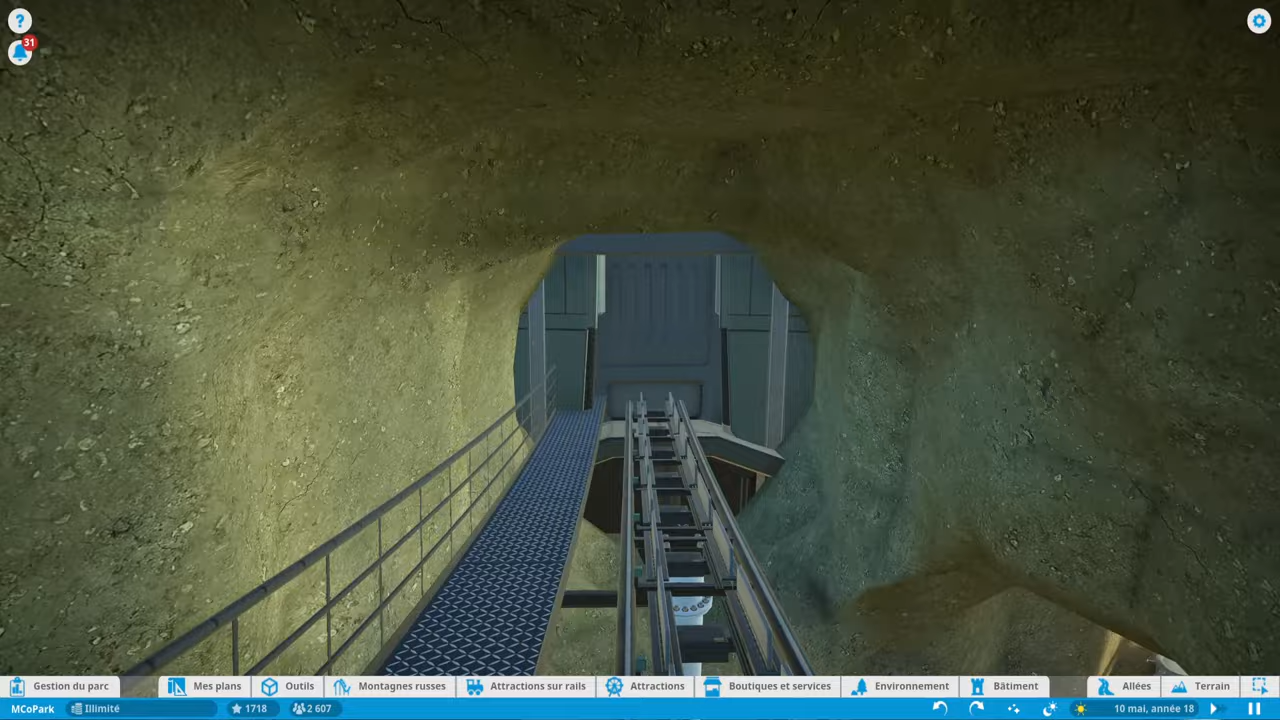 ?
31
Gestion du parc
Mes plans
Outils
Montagnes russes
Attractions sur rails
Attractions
Boutiques et services
Environnement
Bâtiment
Allées
Terrain
MCoPark
Illimité
1718
2 607
10 mai, année 18